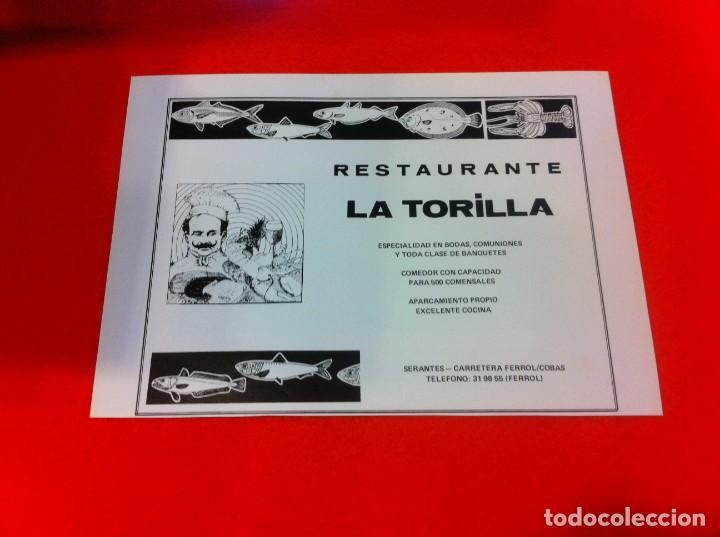 RESTAURANTE
LA TORiLLA
ESPECIALIDAD EN BODAS, COMUNIONES
Y TODA CLASE DE BANQUETES
COMEDOR CON CAPACIDAD
PARA 500 COMENSALES
APARCAMIENTO PROPIO
EXCELENTE COCINA
SERANTES – CARRETERA FERROL/COBAS
TELEFONO: 31 98 55 (FERROL)
todocoleccion